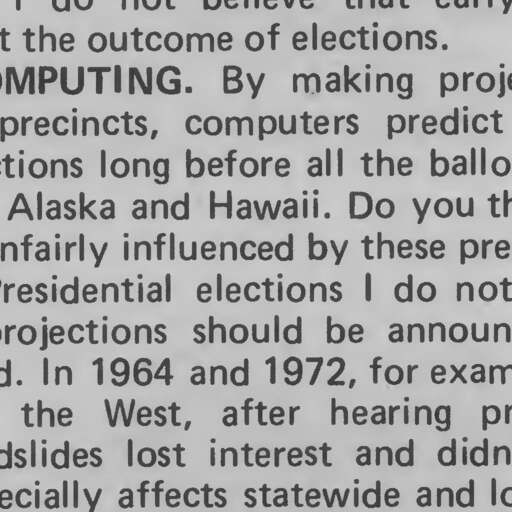 I do not believe that carry
t the outcome of elections.
OMPUTING. By making proje
precincts, computers predict
ctions long before all the ballo
Alaska and Hawaii. Do you th
nfairly influenced by these pre
Presidential elections I do not
projections should be announ
d. In 1964 and 1972, for exam
the West, after hearing pr
dslides lost interest and didn
ecially affects statewide and lo